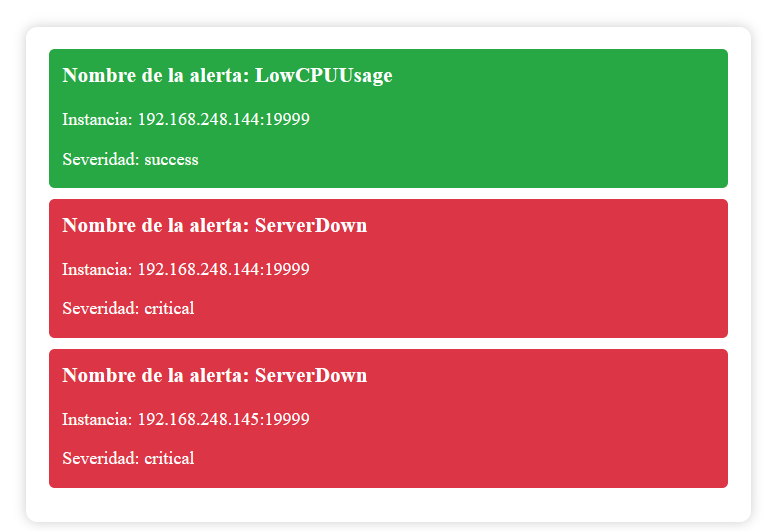 Nombre de la alerta: LowCPUUsage
Instancia: 192.168.248.144:19999
Severidad: success
Nombre de la alerta: ServerDown
Instancia: 192.168.248.144:19999
Severidad: critical
Nombre de la alerta: ServerDown
Instancia: 192.168.248.145:19999
Severidad: critical